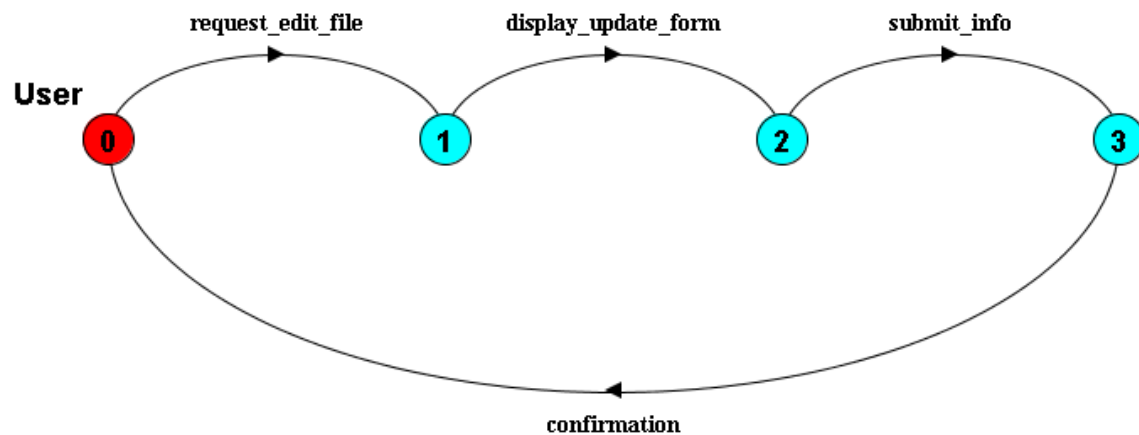 request_edit_file
display_update_form
submit_info
User
0
1
2
3
confirmation